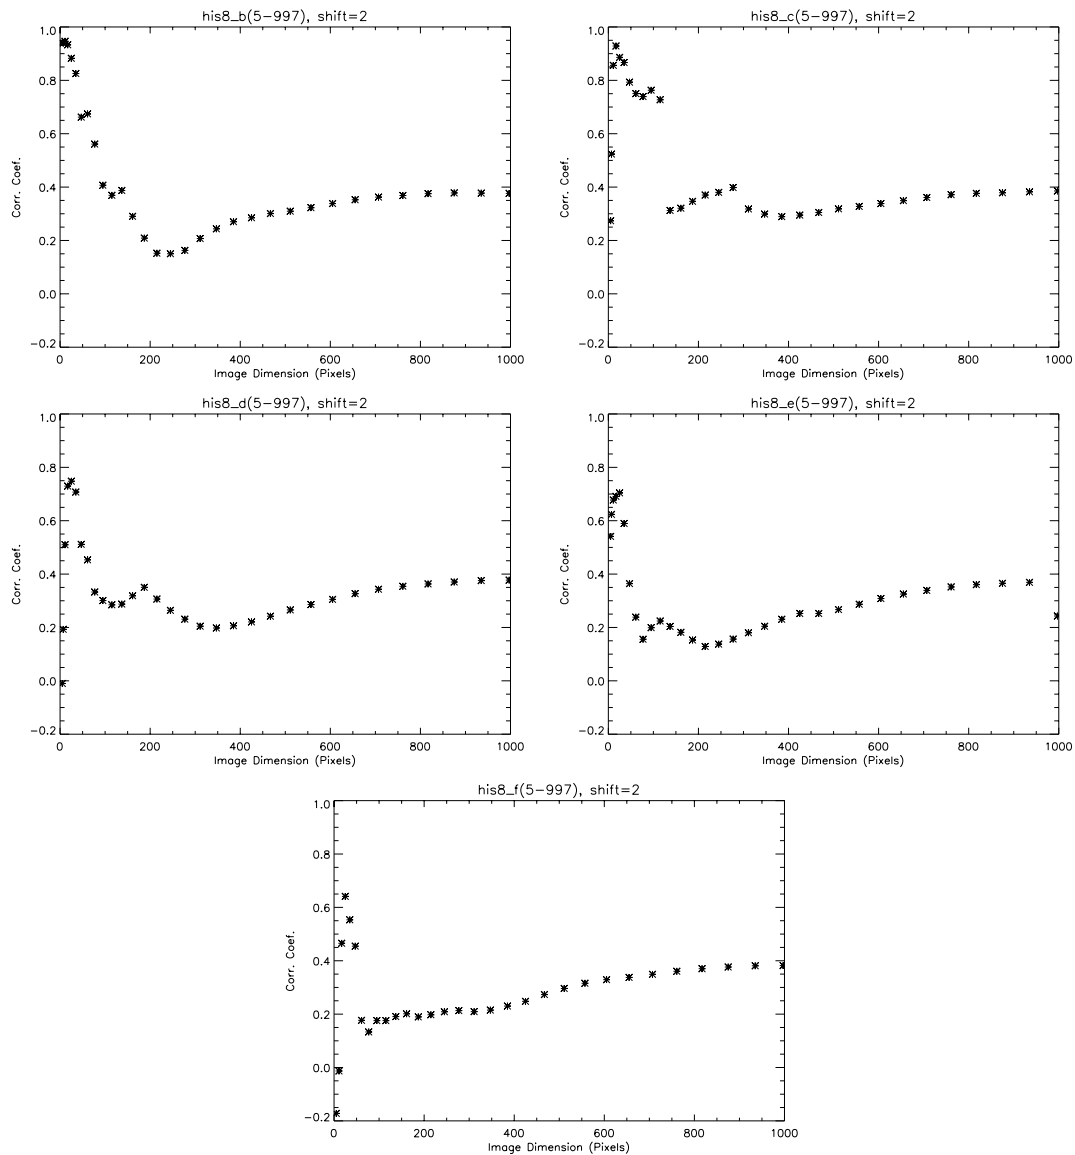 his8_b(5−997), shift=2
1.0
0.8
0.6
0.4
0.2
0.0
−0.2
Corr. Coef.
0 200 400 600 800 1000
Image Dimension (Pixels)
his8_c(5−997), shift=2
1.0
0.8
0.6
0.4
0.2
0.0
−0.2
Corr. Coef.
0 200 400 600 800 1000
Image Dimension (Pixels)
his8_d(5−997), shift=2
1.0
0.8
0.6
0.4
0.2
0.0
−0.2
Corr. Coef.
0 200 400 600 800 1000
Image Dimension (Pixels)
his8_e(5−997), shift=2
1.0
0.8
0.6
0.4
0.2
0.0
−0.2
Corr. Coef.
0 200 400 600 800 1000
Image Dimension (Pixels)
his8_f(5−997), shift=2
1.0
0.8
0.6
0.4
0.2
0.0
−0.2
Corr. Coef.
0 200 400 600 800 1000
Image Dimension (Pixels)